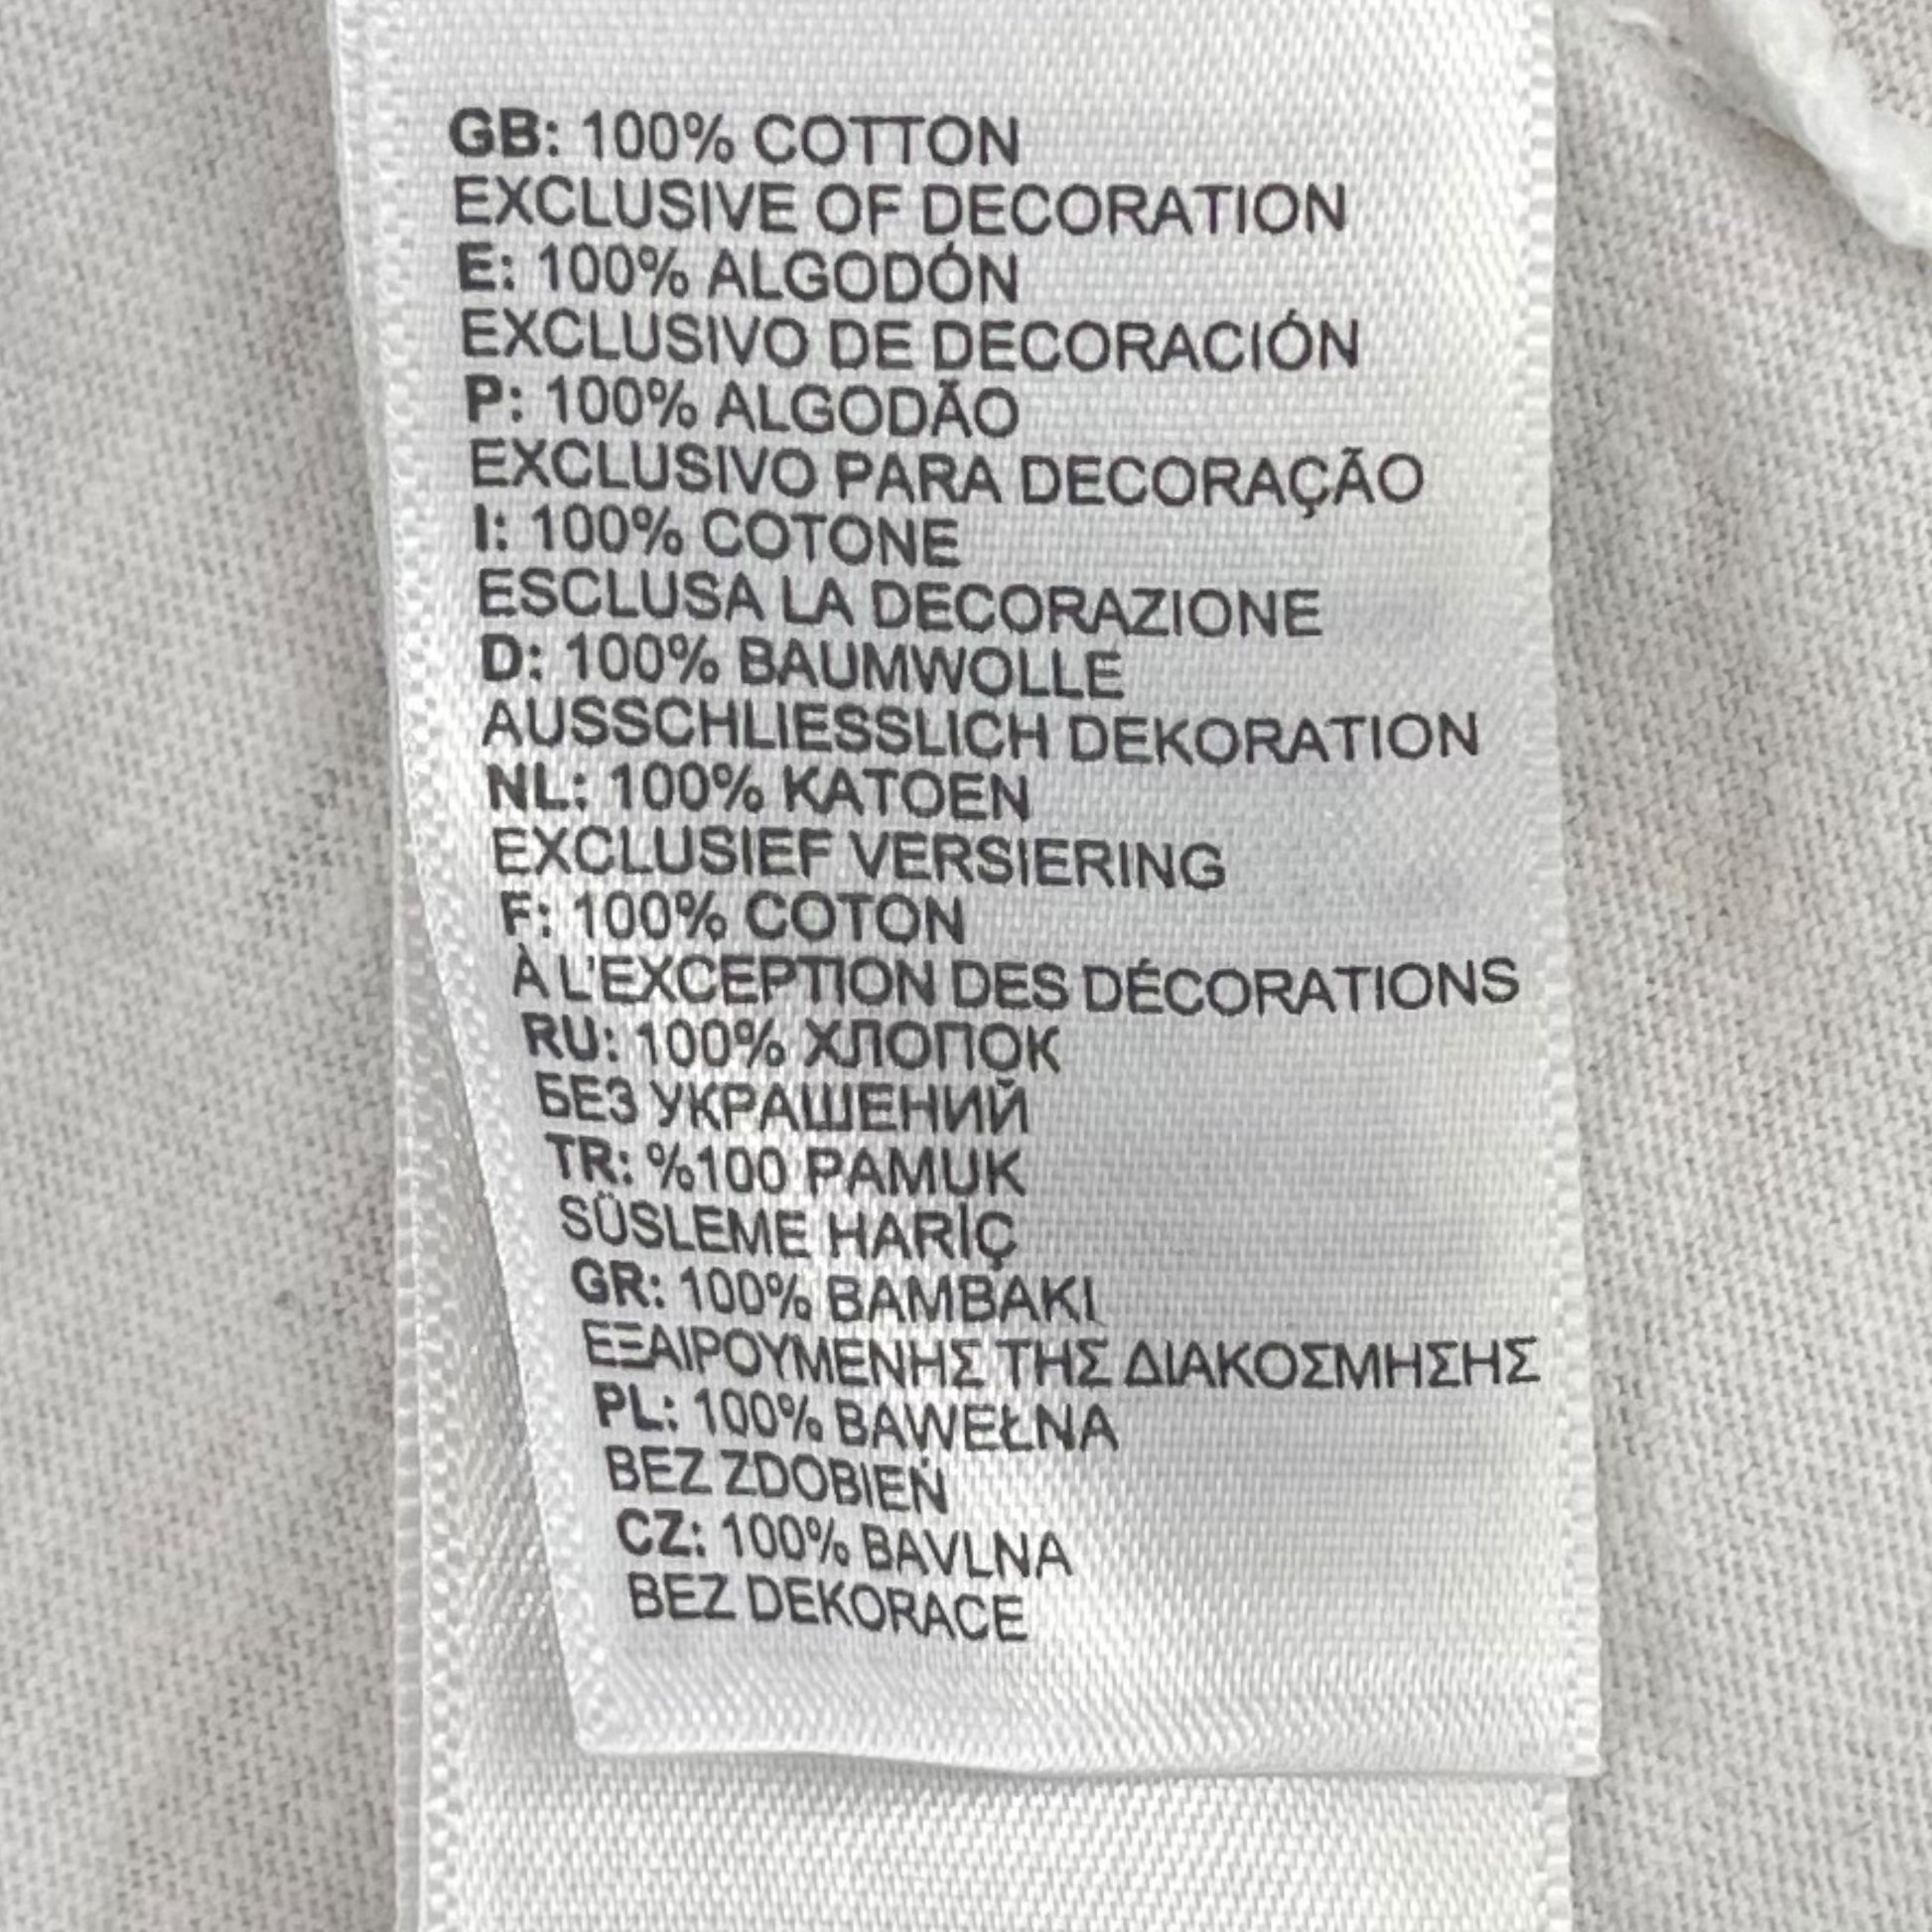 GB: 100% COTTON
EXCLUSIVE OF DECORATION
E: 100% ALGODÓN
EXCLUSIVO DE DECORACIÓN
P: 100% ALGODÃO
EXCLUSIVO PARA DECORAÇÃO
I: 100% COTONE
ESCLUSA LA DECORAZIONE
D: 100% BAUMWOLLE
AUSSCHLIESSLICH DEKORATION
NL: 100% KATOEN
EXCLUSIEF VERSIERING
F: 100% COTON
À L'EXCEPTION DES DÉCORATIONS
RU: 100% ХЛОПОК
БЕЗ УКРАШЕНИЙ
TR: %100 PAMUK
SÜSLEME HARİÇ
GR: 100% ΒΑΜΒΑΚΙ
ΕΞΑΙΡΟΥΜΕΝΗΣ ΤΗΣ ΔΙΑΚΟΣΜΗΣΗΣ
PL: 100% BAWEŁNA
BEZ ZDOBIEŃ
CZ: 100% BAVLNA
BEZ DEKORACE